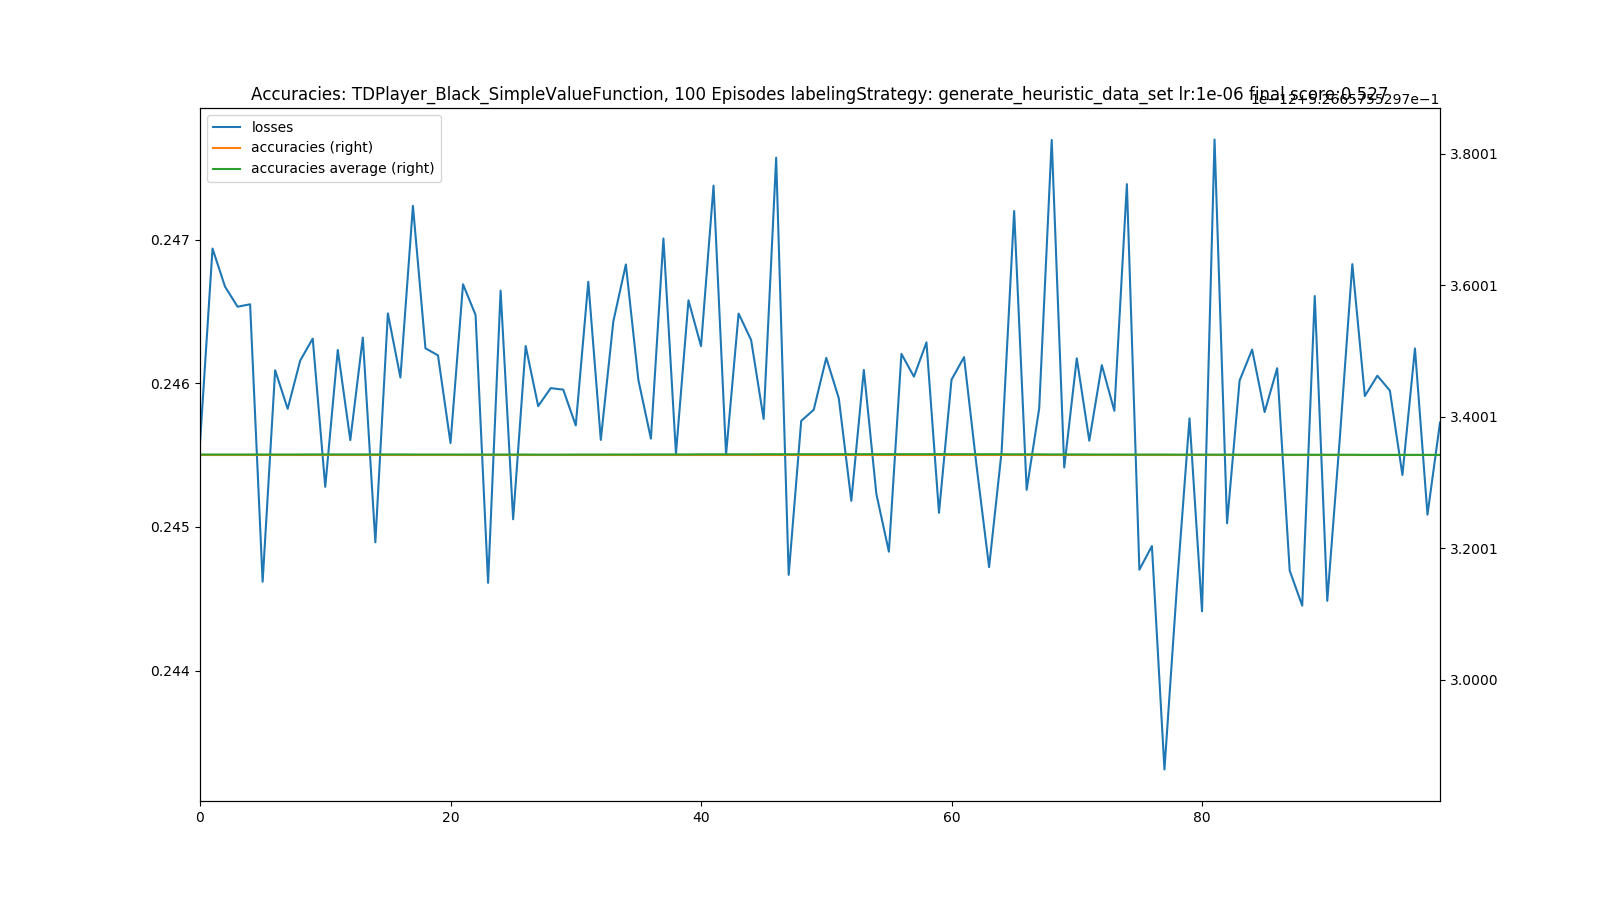 Accuracies: TDPlayer_Black_SimpleValueFunction, 100 Episodes labelingStrategy: generate_heuristic_data_set lr:1e-06 final score:0.527
1e−12+5.2665755297e−1
losses
accuracies (right)
accuracies average (right)
0.247
0.246
0.245
0.244
3.8001
3.6001
3.4001
3.2001
3.0000
0
20
40
60
80